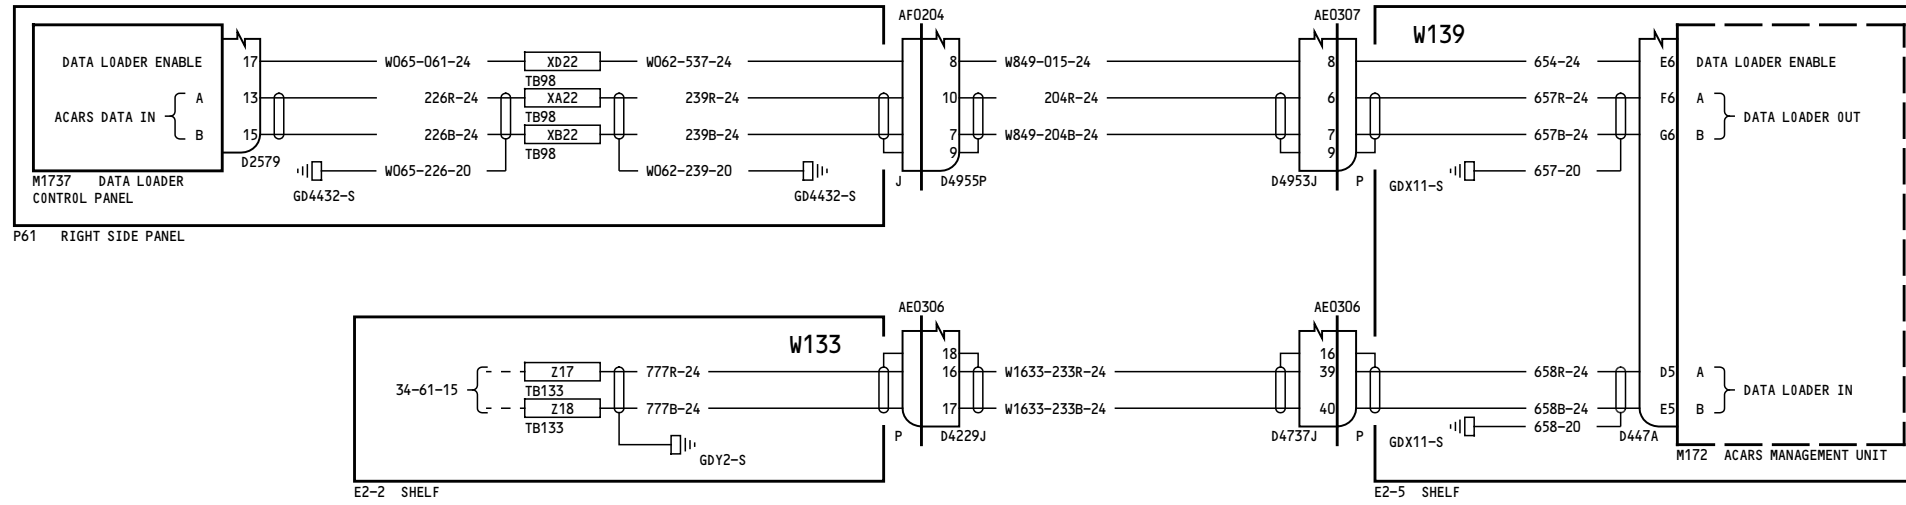 AF0204 AE0307
W139
DATA LOADER ENABLE 17 W065-061-24 XD22 W062-537-24 8 W849-015-24 8 654-24 E6 DATA LOADER ENABLE
TB98
A 13 226R-24 XA22 239R-24 10 204R-24 6 657R-24 F6 A
ACARS DATA IN TB98 DATA LOADER OUT
B 15 226B-24 XB22 239B-24 7 W849-204B-24 7 657B-24 G6 B
D2579 TB98 9 9
W065-226-20 W062-239-20 657-20
M1737 DATA LOADER J D4955P D4953J P GDX11-S
CONTROL PANEL GD4432-S GD4432-S
P61 RIGHT SIDE PANEL
AE0306 AE0306
W133
18 16
Z17 777R-24 16 W1633-233R-24 39 658R-24 D5 A
34-61-15 TB133 DATA LOADER IN
Z18 777B-24 17 W1633-233B-24 40 658B-24 E5 B
TB133 658-20
P D4229J D4737J P GDX11-S D447A
GDY2-S M172 ACARS MANAGEMENT UNIT
E2-2 SHELF E2-5 SHELF